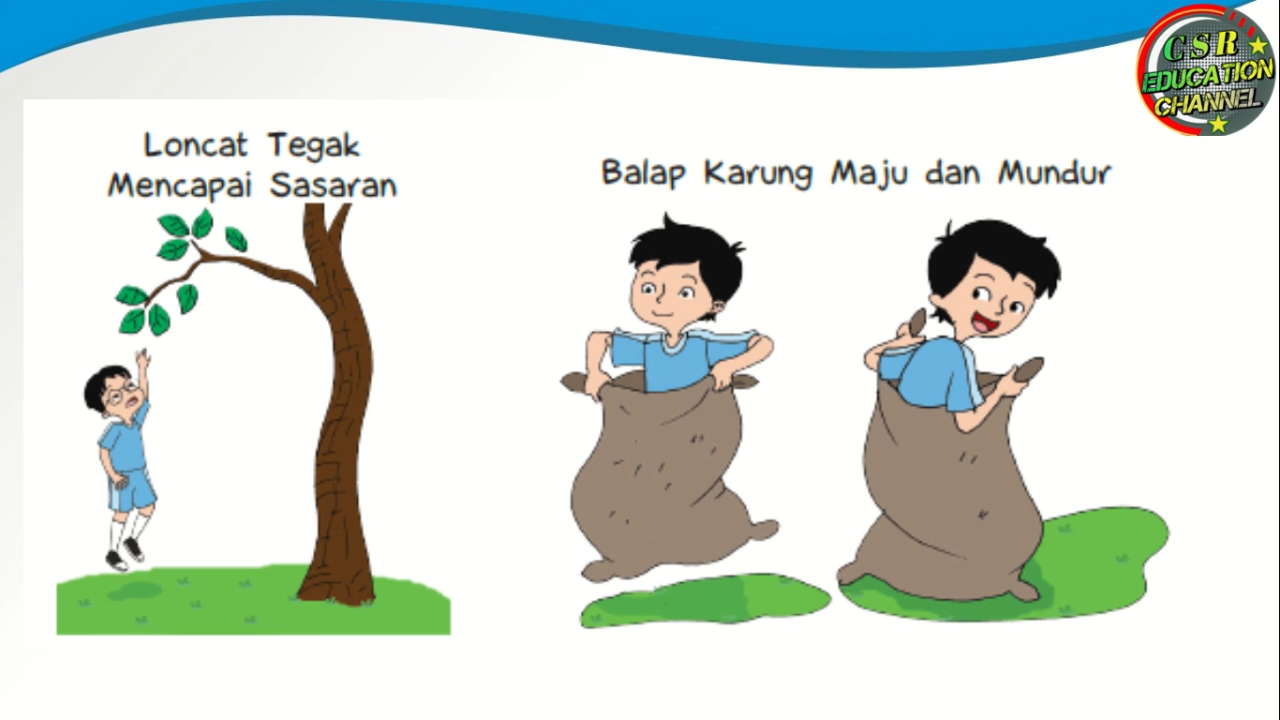 CSR
EDUCATION
CHANNEL
Loncat Tegak
Mencapai Sasaran
Balap Karung Maju dan Mundur